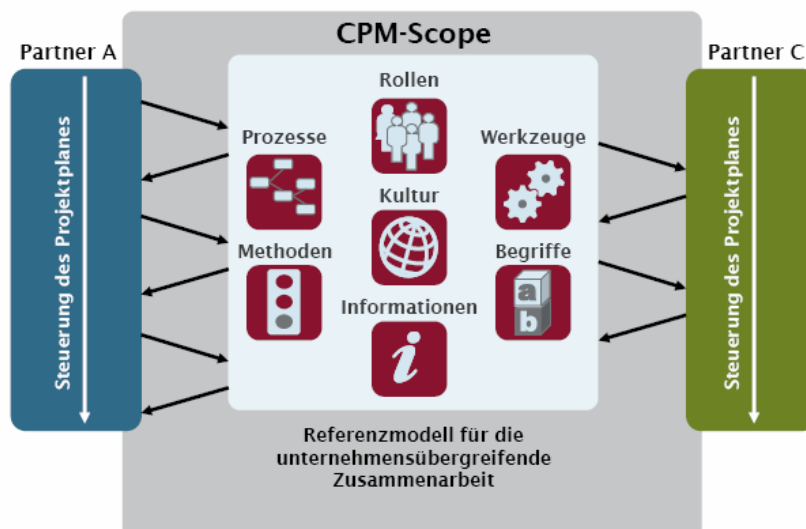 CPM-Scope
Partner A
Partner C
Steuerung des Projektplanes
Rollen
Prozesse
Werkzeuge
Kultur
Methoden
Begriffe
a
b
Informationen
i
Steuerung des Projektplanes
Referenzmodell für die
unternehmensübergreifende
Zusammenarbeit